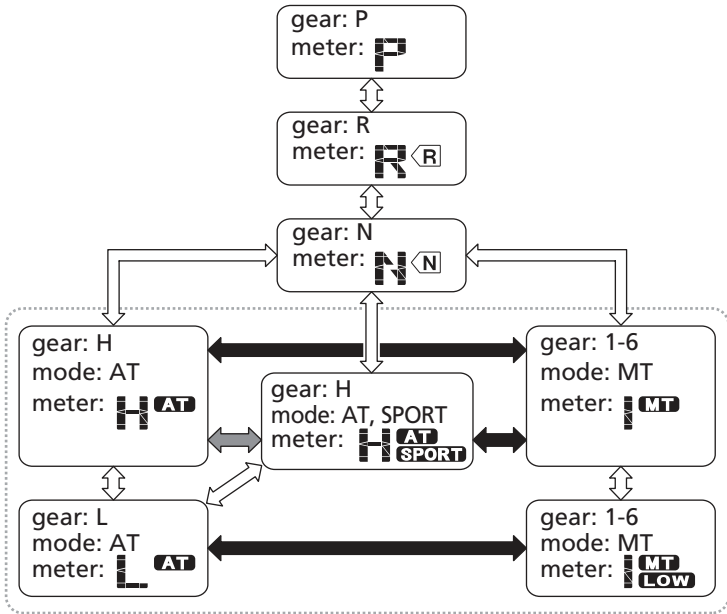 gear: P
meter: P
gear: R
meter: R R
gear: N
meter: N N
gear: H
mode: AT
meter: H AT
gear: H
mode: AT, SPORT
meter: H AT
SPORT
gear: 1-6
mode: MT
meter: 1 MT
gear: L
mode: AT
meter: L AT
gear: 1-6
mode: MT
meter: 1 MT
LOW